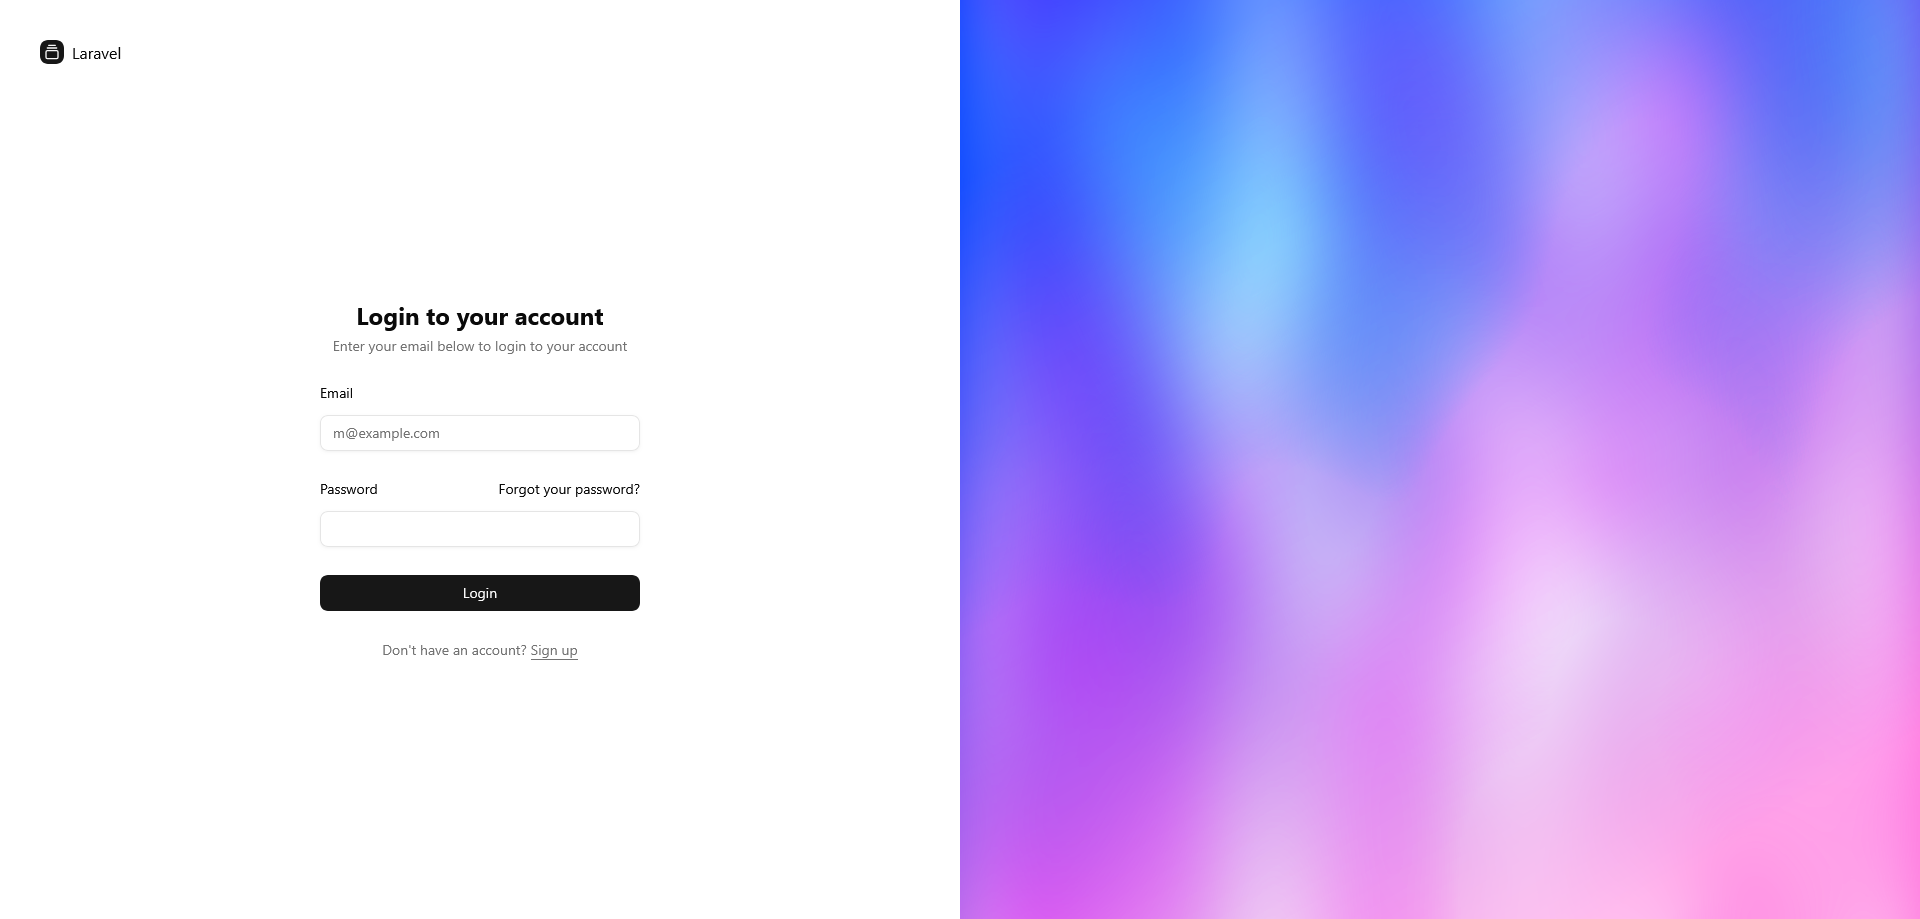 Laravel
Login to your account
Enter your email below to login to your account
Email
m@example.com
Password Forgot your password?
Login
Don't have an account? Sign up